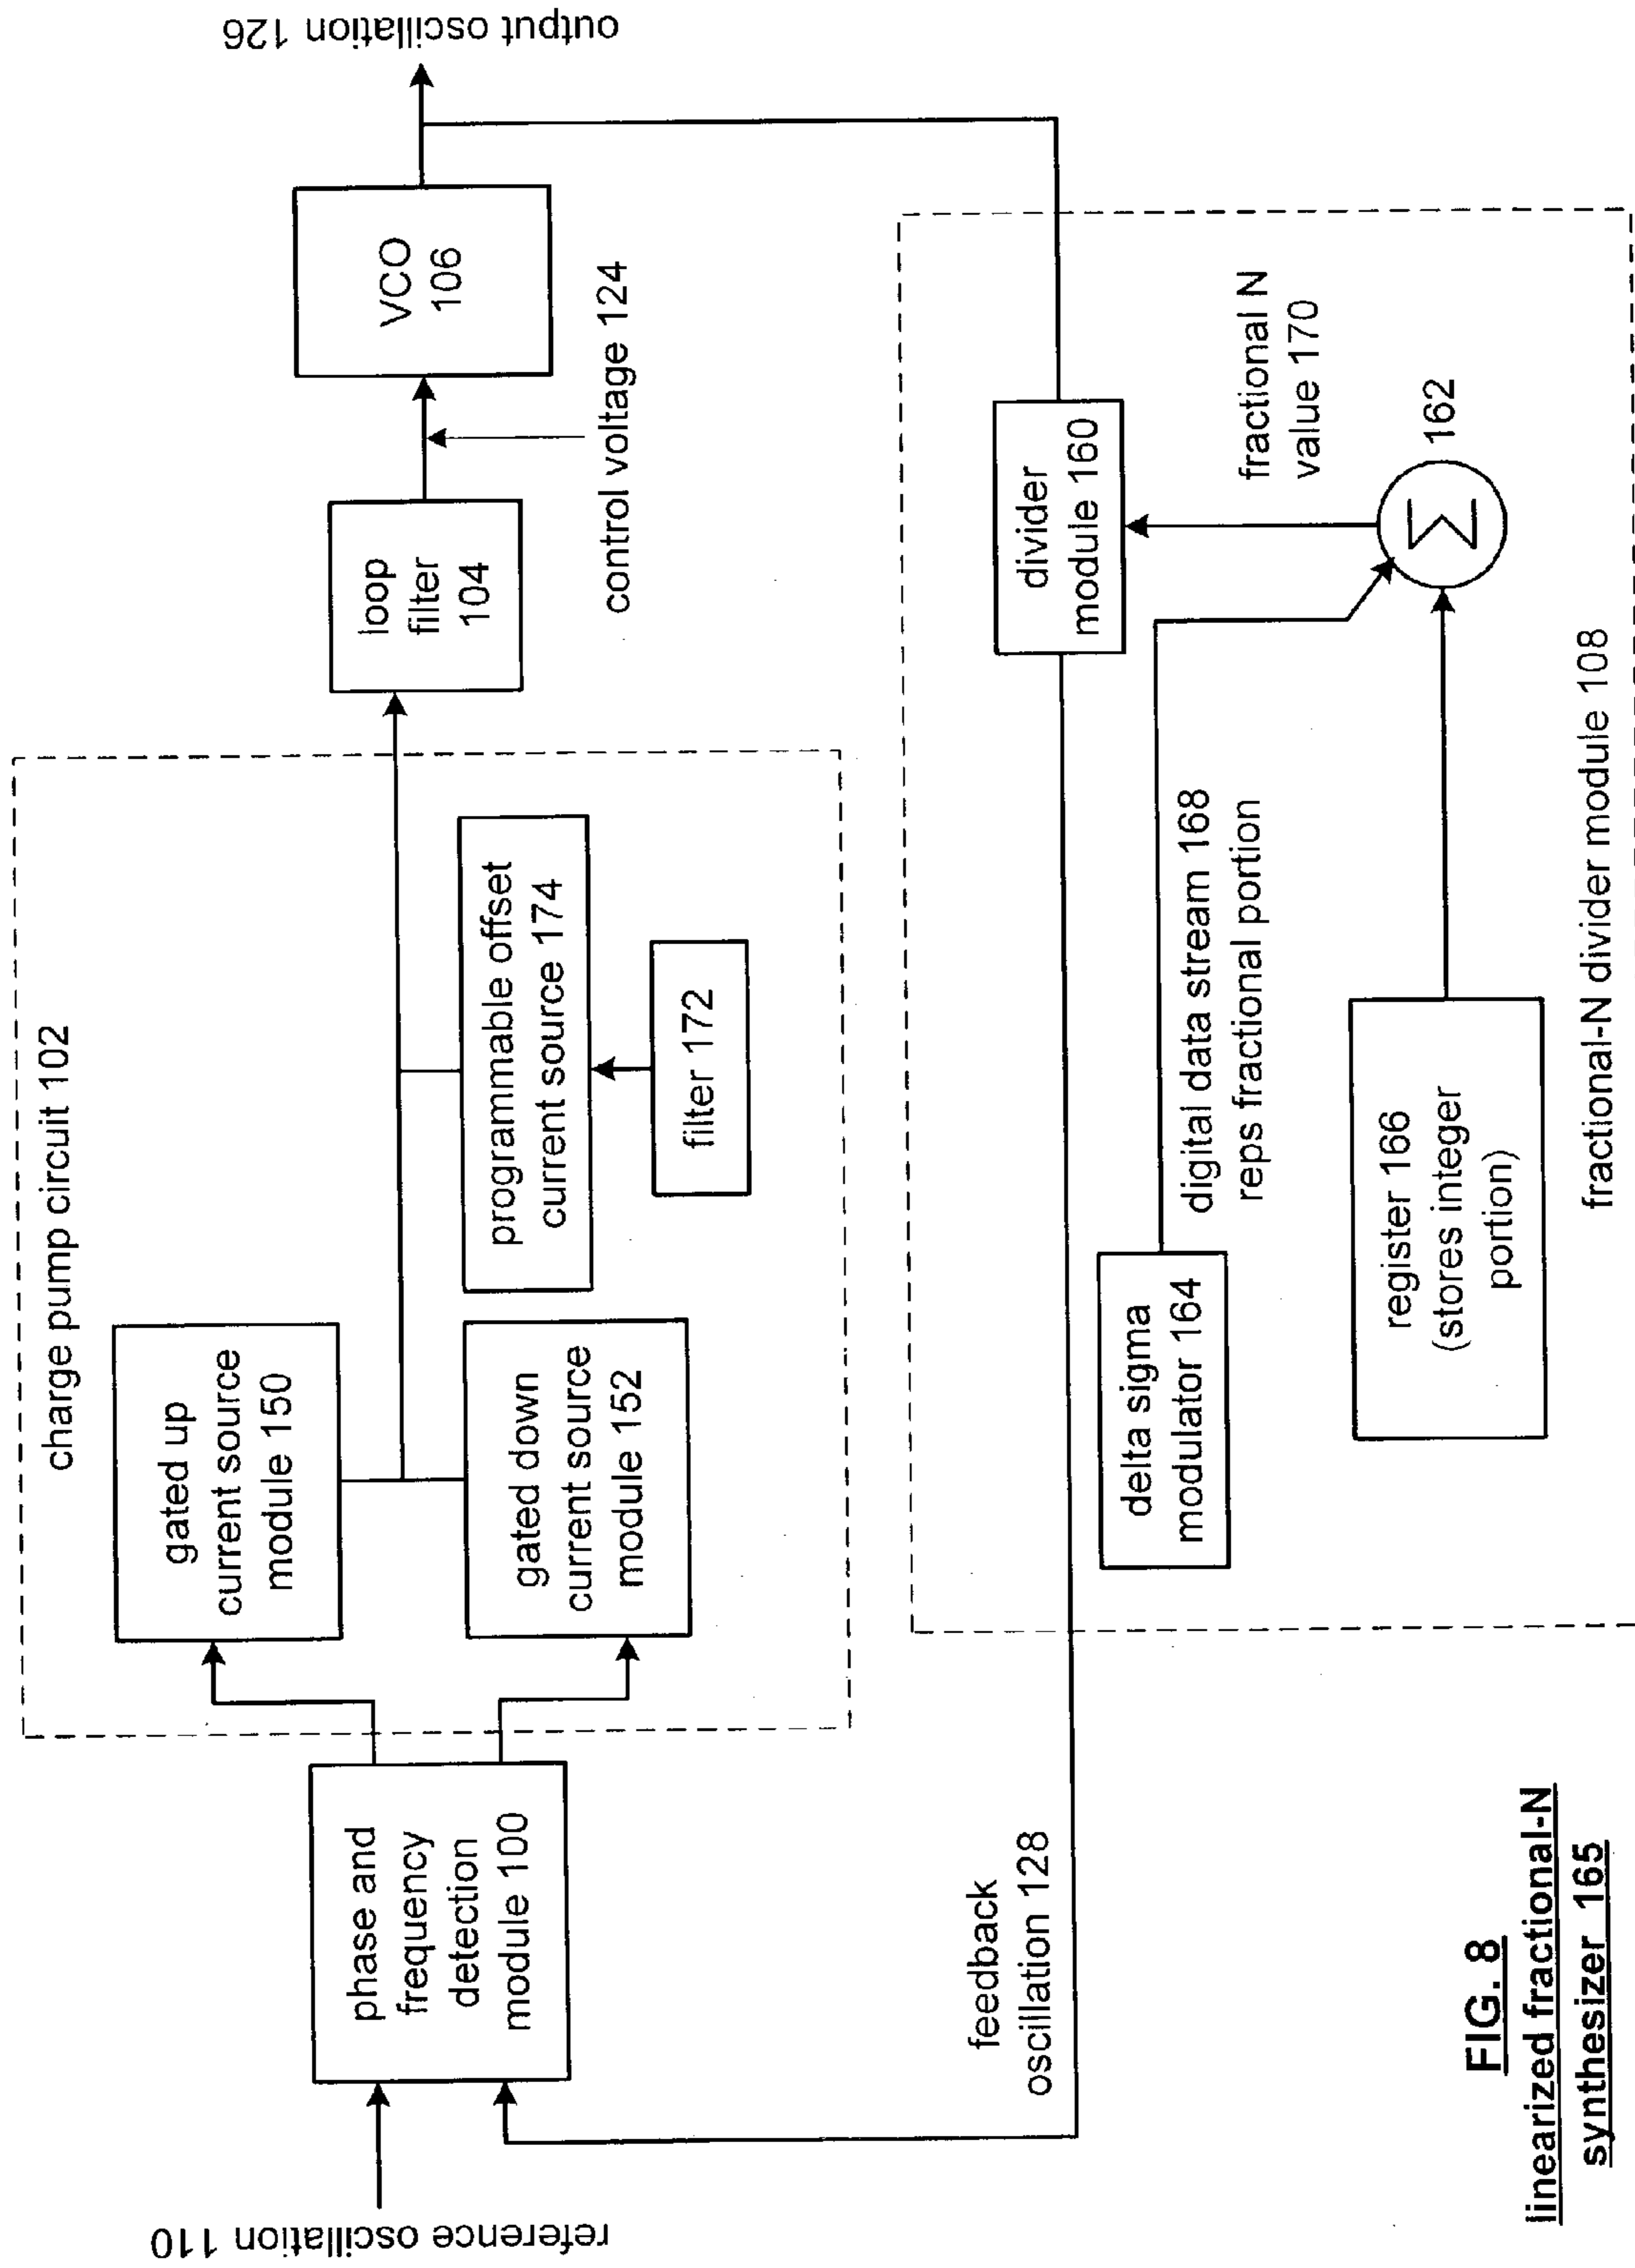 charge pump circuit 102
gated up
current source
module 150
output oscillation 126
VCO
106
loop
filter
104
control voltage 124
phase and
frequency
detection
module 100
gated down
current source
module 152
programmable offset
current source 174
filter 172
reference oscillation 110
feedback
oscillation 128
divider
module 160
fractional N
value 170
delta sigma
modulator 164
digital data stream 168
reps fractional portion
Σ
162
register 166
(stores integer
portion)
fractional-N divider module 108
FIG. 8
linearized fractional-N
synthesizer 165